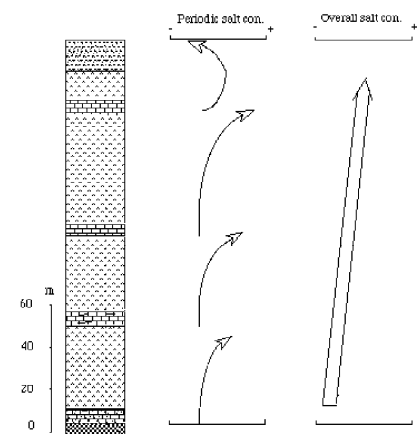 Periodic salt con.
Overall salt con.
- +
- +
m
60
40
20
0